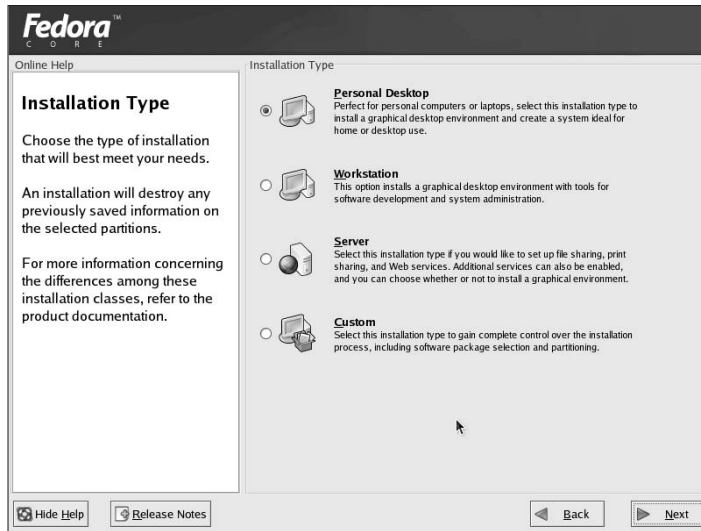 Fedora™
CORE
Online Help
Installation Type
Choose the type of installation
that will best meet your needs.
An installation will destroy any
previously saved information on
the selected partitions.
For more information concerning
the differences among these
installation classes, refer to the
product documentation.
Installation Type
Personal Desktop
Perfect for personal computers or laptops, select this installation type to
install a graphical desktop environment and create a system ideal for
home or desktop use.
Workstation
This option installs a graphical desktop environment with tools for
software development and system administration.
Server
Select this installation type if you would like to set up file sharing, print
sharing, and Web services. Additional services can also be enabled,
and you can choose whether or not to install a graphical environment.
Custom
Select this installation type to gain complete control over the installation
process, including software package selection and partitioning.
Hide Help
Release Notes
Back
Next